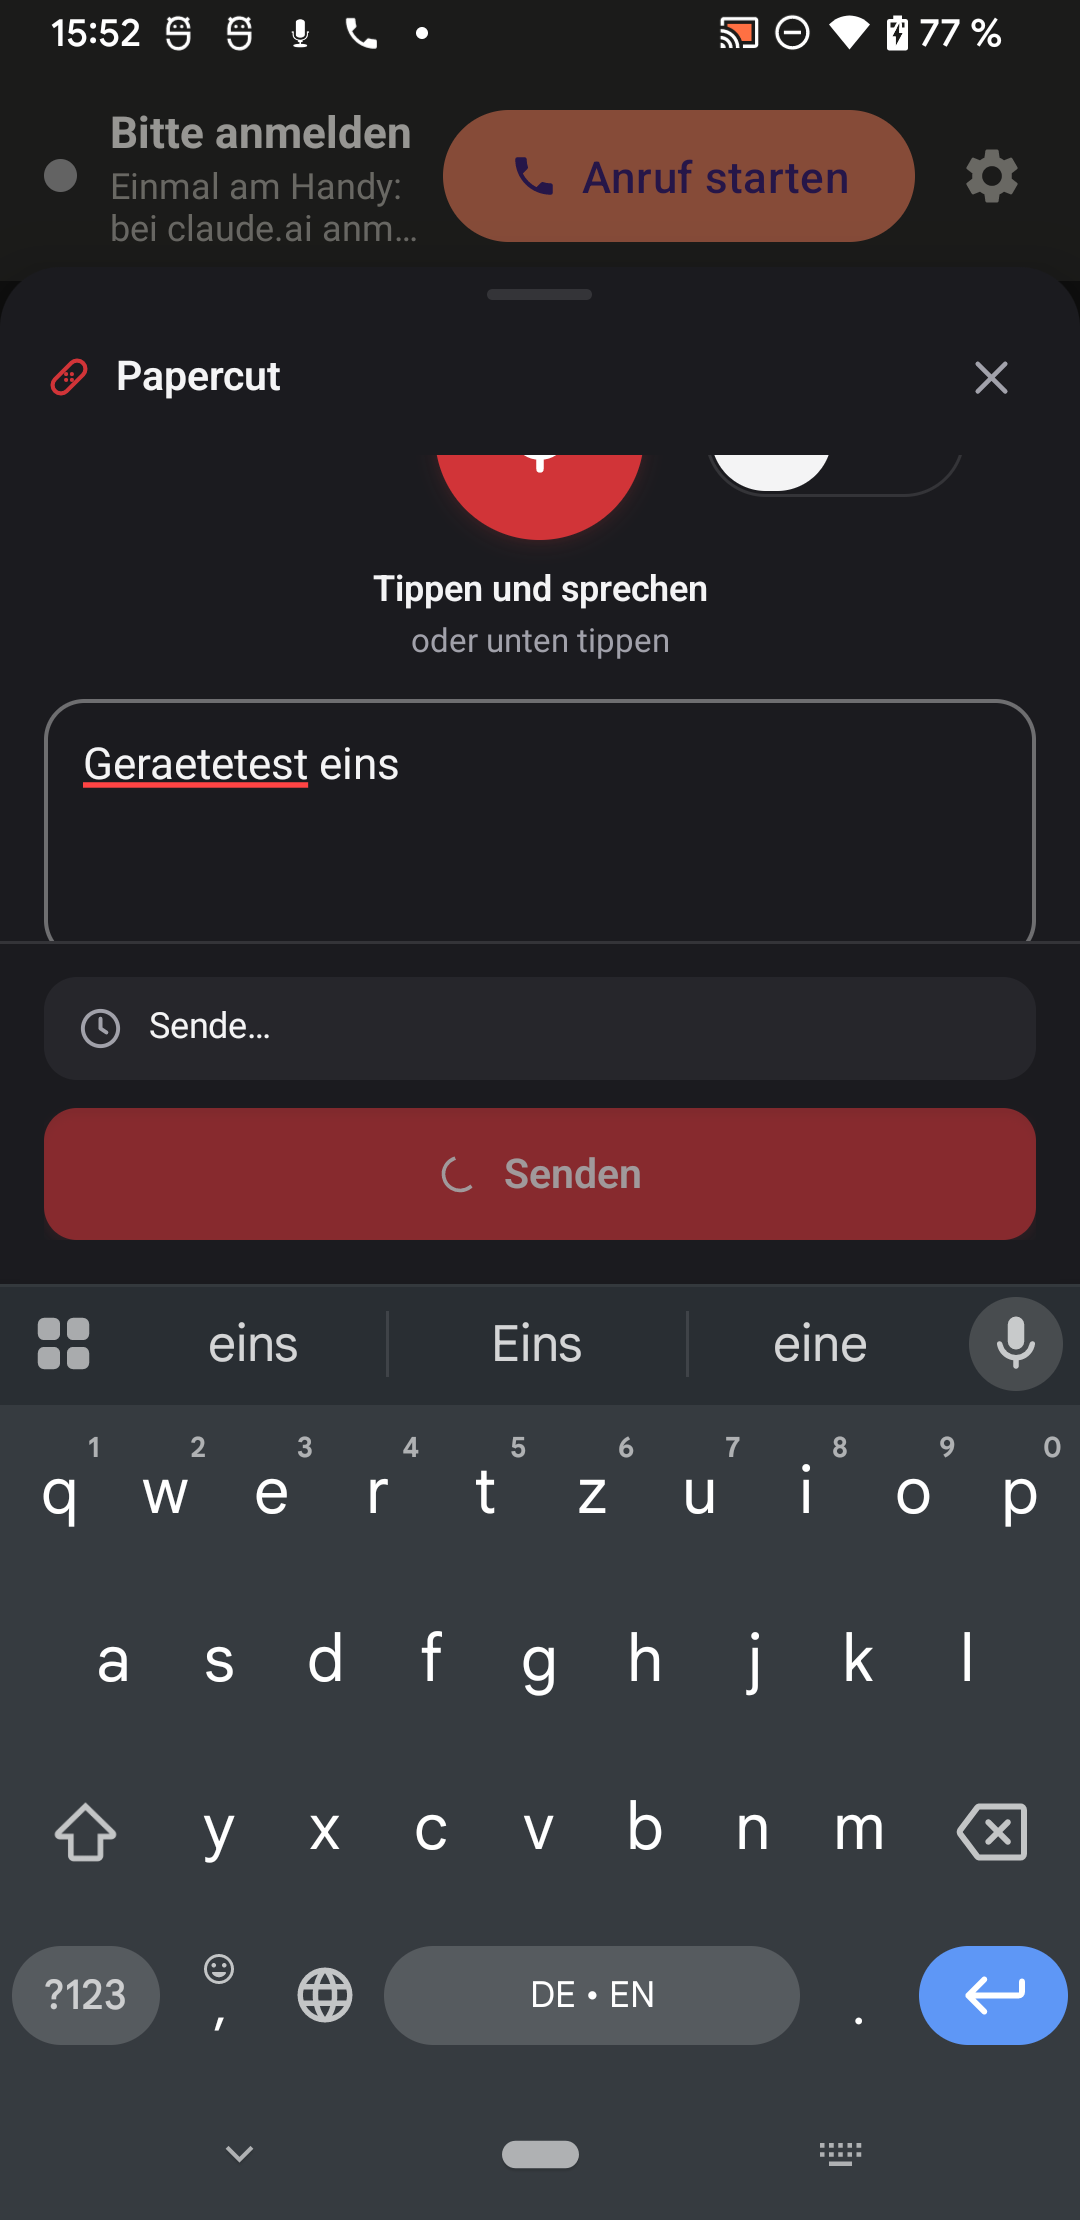 15:52
77 %
Bitte anmelden
Einmal am Handy:
bei claude.ai anm…
Anruf starten
Papercut
Tippen und sprechen
oder unten tippen
Geraetetest eins
Sende…
Senden
eins Eins eine
1 2 3 4 5 6 7 8 9 0
q w e r t z u i o p
a s d f g h j k l
y x c v b n m
?123 , DE • EN .